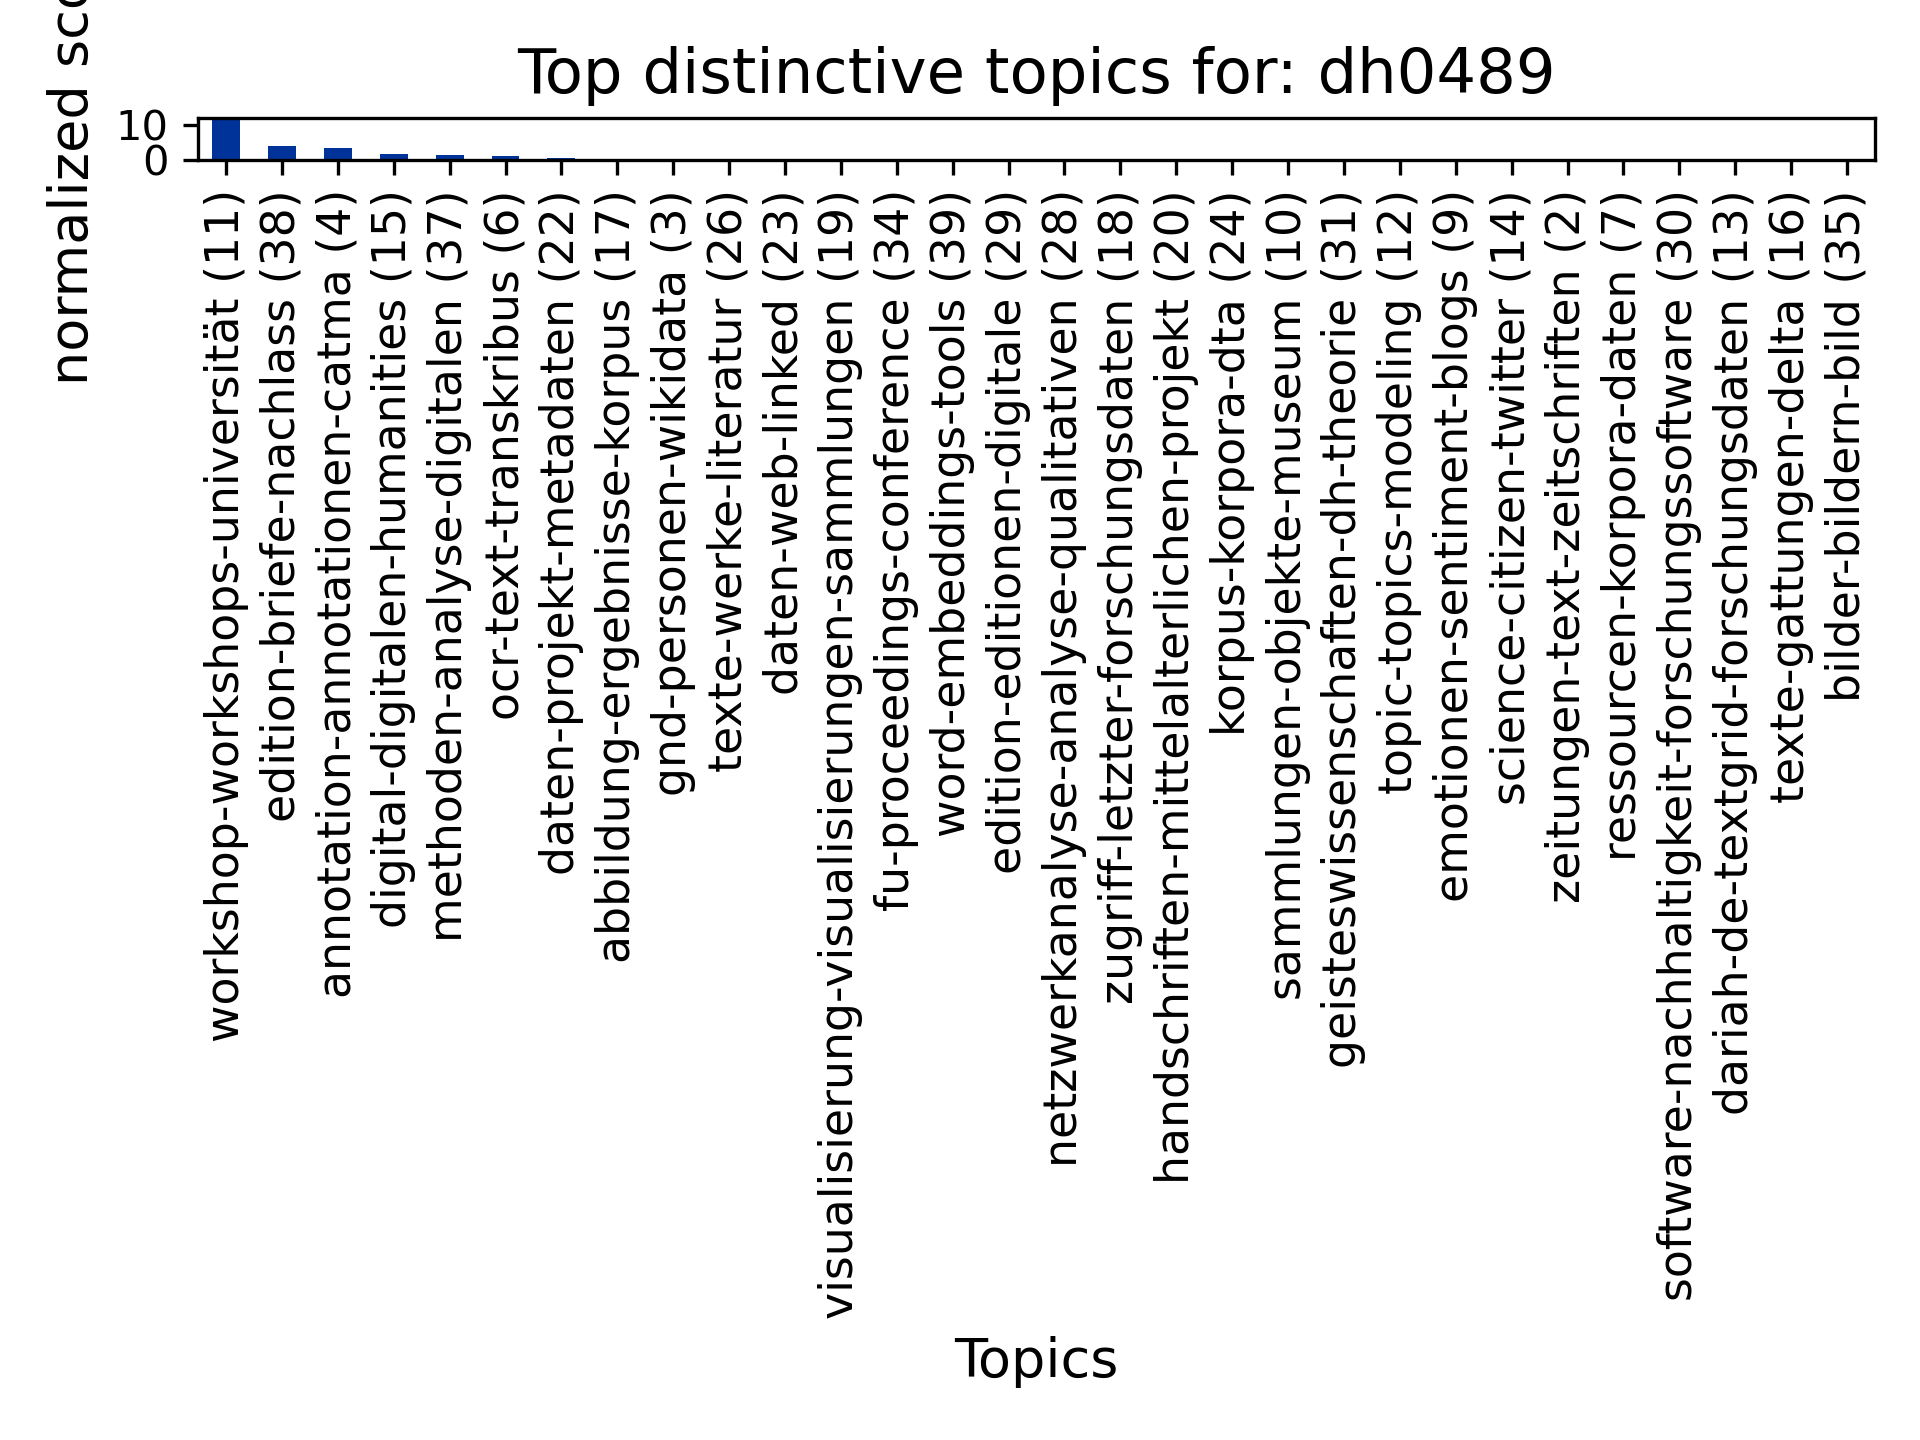 Top distinctive topics for: dh0489
normalized
10
0
workshop-workshops-universität (11)
edition-briefe-nachlass (38)
annotation-annotationen-catma (4)
digital-digitalen-humanities (15)
methoden-analyse-digitalen (37)
ocr-text-transkribus (6)
daten-projekt-metadaten (22)
abbildung-ergebnisse-korpus (17)
gnd-personen-wikidata (3)
texte-werke-literatur (26)
daten-web-linked (23)
visualisierung-visualisierungen-sammlungen (19)
fu-proceedings-conference (34)
word-embeddings-tools (39)
edition-editionen-digitale (29)
netzwerkanalyse-analyse-qualitativen (28)
zugriff-letzter-forschungsdaten (18)
handschriften-mittelalterlichen-projekt (20)
korpus-korpora-dta (24)
sammlungen-objekte-museum (10)
geisteswissenschaften-dh-theorie (31)
topic-topics-modeling (12)
emotionen-sentiment-blogs (9)
science-citizen-twitter (14)
zeitungen-text-zeitschriften (2)
ressourcen-korpora-daten (7)
software-nachhaltigkeit-forschungssoftware (30)
dariah-de-textgrid-forschungsdaten (13)
texte-gattungen-delta (16)
bilder-bildern-bild (35)
Topics